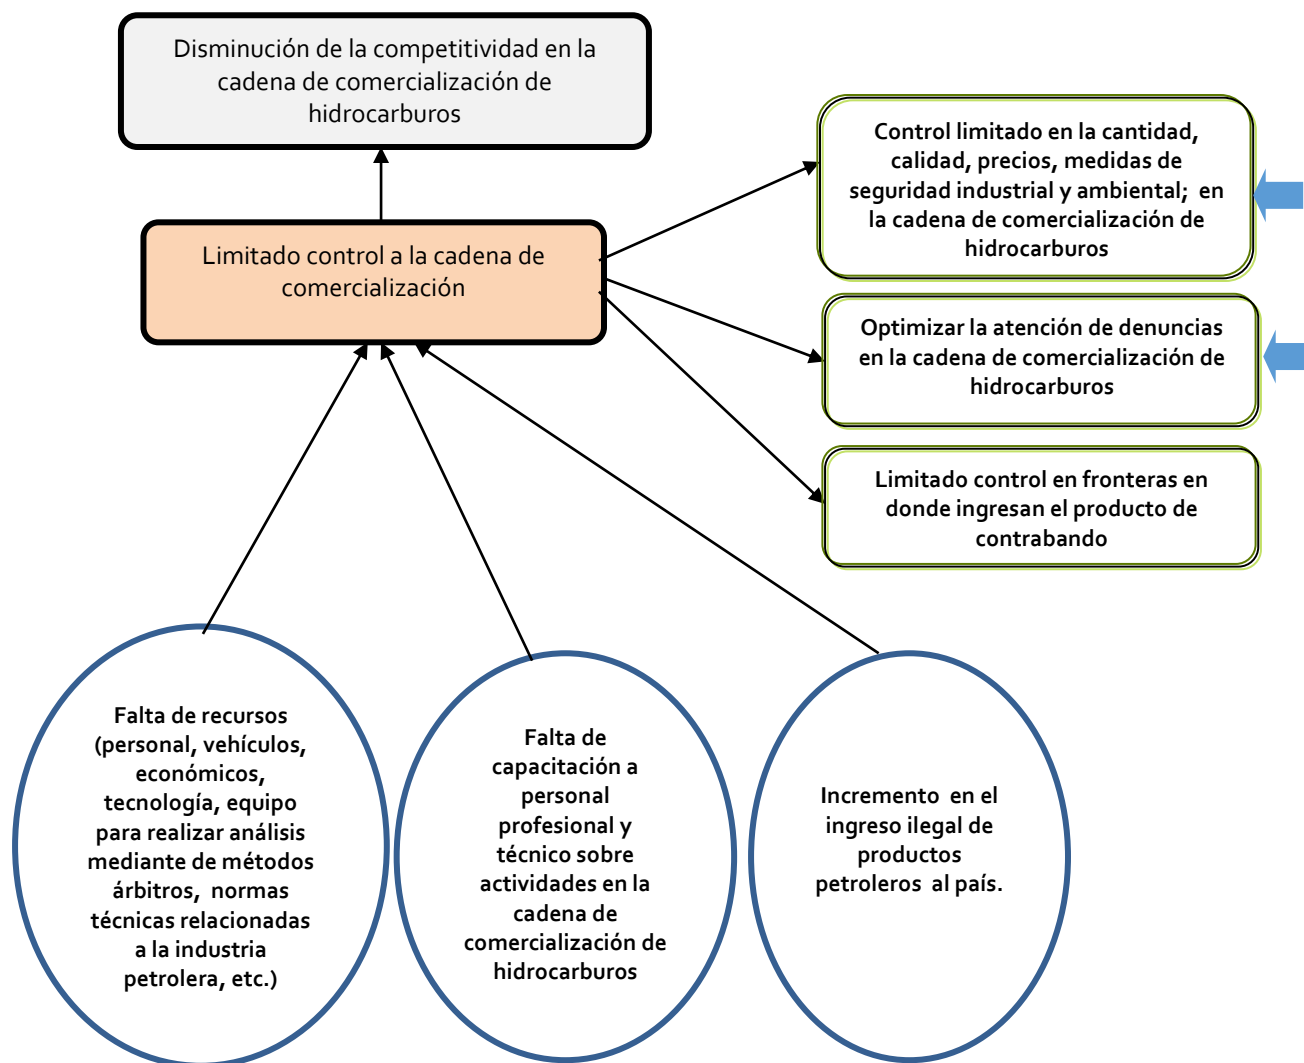 Disminución de la competitividad en la
cadena de comercialización de
hidrocarburos
Control limitado en la cantidad,
calidad, precios, medidas de
seguridad industrial y ambiental;  en
la cadena de comercialización de
hidrocarburos
Limitado control a la cadena de
comercialización
Optimizar la atención de denuncias
en la cadena de comercialización de
hidrocarburos
Limitado control en fronteras en
donde ingresan el producto de
contrabando
Falta de recursos
(personal, vehículos,
económicos,
tecnología, equipo
para realizar análisis
mediante de métodos
árbitros,  normas
técnicas relacionadas
a la industria
petrolera, etc.)
Falta de
capacitación a
personal
profesional y
técnico sobre
actividades en la
cadena de
comercialización de
hidrocarburos
Incremento  en el
ingreso ilegal de
productos
petroleros  al país.